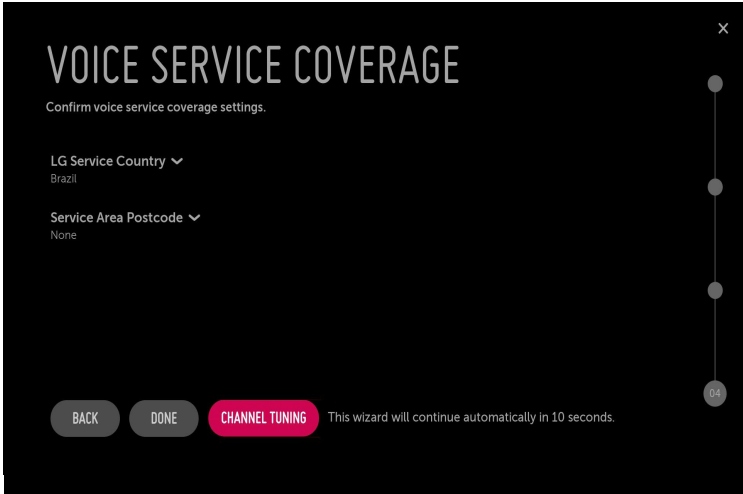 VOICE SERVICE COVERAGE
Confirm voice service coverage settings.
LG Service Country
Brazil
Service Area Postcode
None
04
BACK DONE CHANNEL TUNING This wizard will continue automatically in 10 seconds.